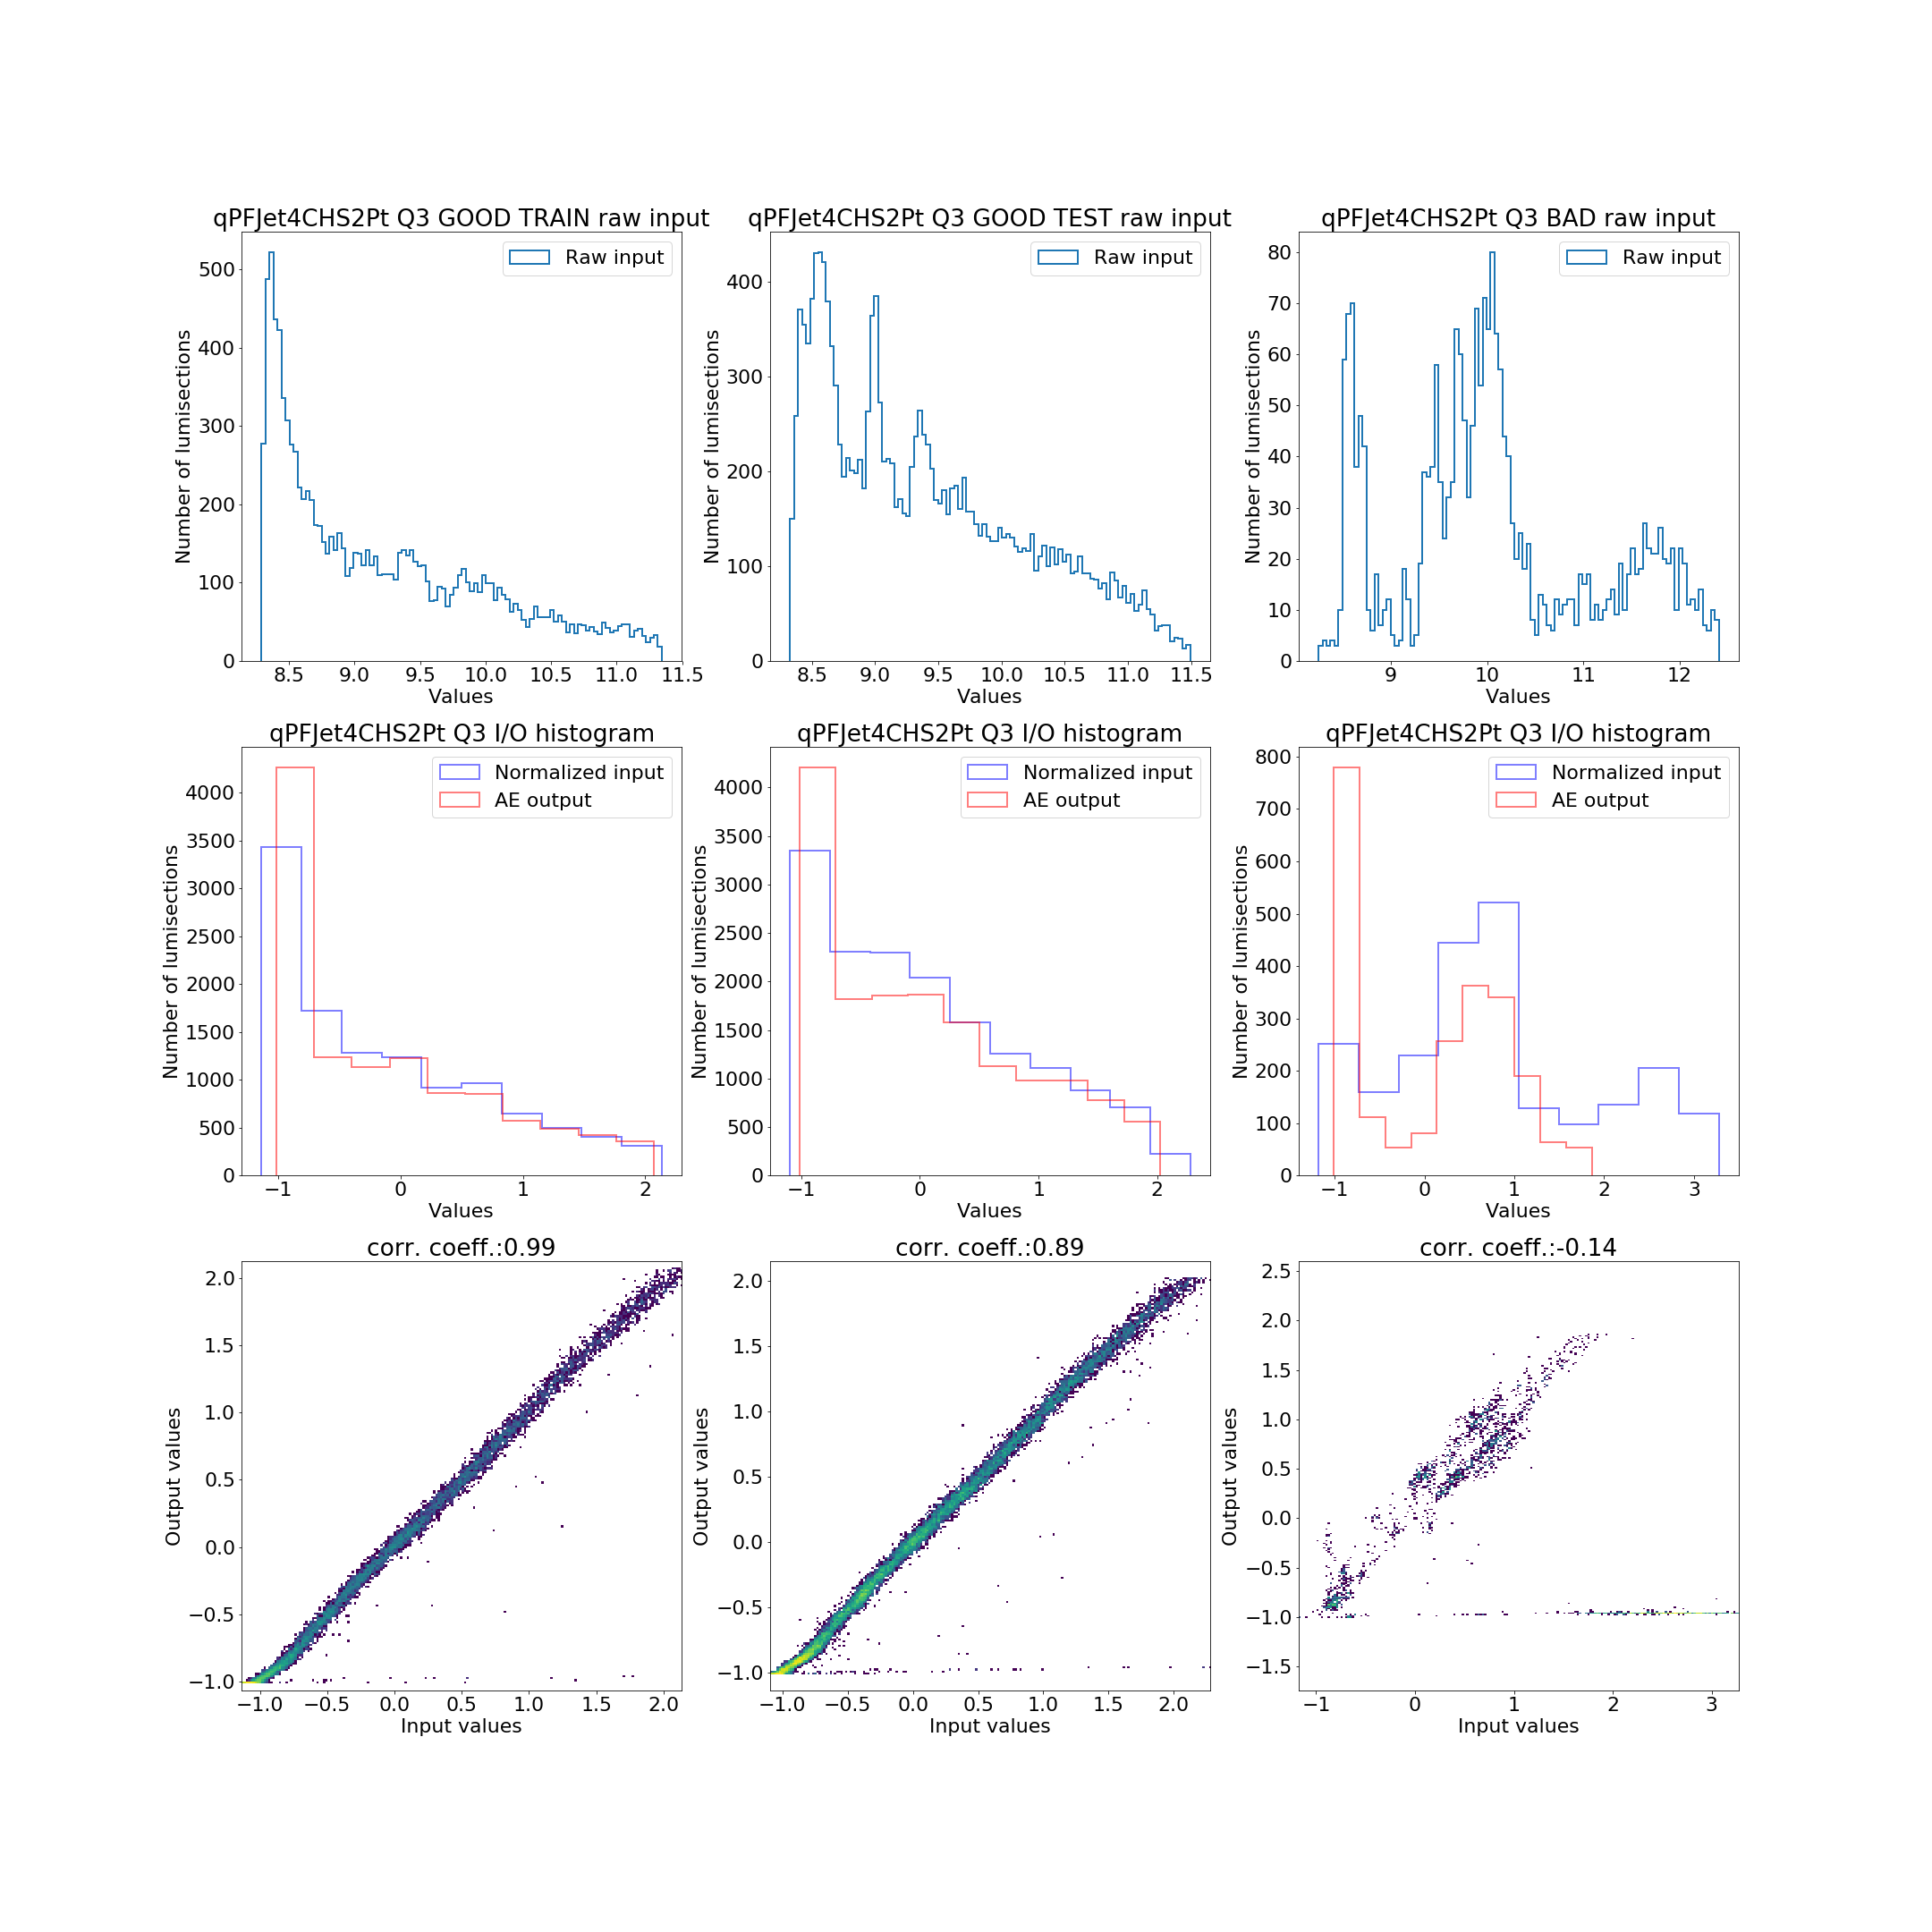 qPFJet4CHS2Pt Q3 GOOD TRAIN raw input
Raw input
500
400
300
200
100
0
Number of lumisections
8.5 9.0 9.5 10.0 10.5 11.0 11.5
Values
qPFJet4CHS2Pt Q3 GOOD TEST raw input
Raw input
400
300
200
100
0
Number of lumisections
8.5 9.0 9.5 10.0 10.5 11.0 11.5
Values
qPFJet4CHS2Pt Q3 BAD raw input
Raw input
80
70
60
50
40
30
20
10
0
Number of lumisections
9 10 11 12
Values
qPFJet4CHS2Pt Q3 I/O histogram
Normalized input
AE output
4000
3500
3000
2500
2000
1500
1000
500
0
Number of lumisections
−1 0 1 2
Values
qPFJet4CHS2Pt Q3 I/O histogram
Normalized input
AE output
4000
3500
3000
2500
2000
1500
1000
500
0
Number of lumisections
−1 0 1 2
Values
qPFJet4CHS2Pt Q3 I/O histogram
Normalized input
AE output
800
700
600
500
400
300
200
100
0
Number of lumisections
−1 0 1 2 3
Values
corr. coeff.:0.99
2.0
1.5
1.0
0.5
0.0
−0.5
−1.0
Output values
−1.0 −0.5 0.0 0.5 1.0 1.5 2.0
Input values
corr. coeff.:0.89
2.0
1.5
1.0
0.5
0.0
−0.5
−1.0
Output values
−1.0 −0.5 0.0 0.5 1.0 1.5 2.0
Input values
corr. coeff.:-0.14
2.5
2.0
1.5
1.0
0.5
0.0
−0.5
−1.0
−1.5
Output values
−1 0 1 2 3
Input values